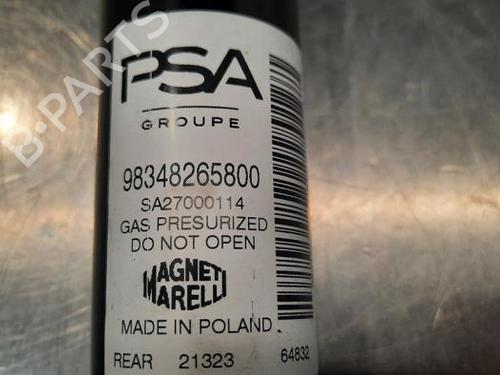 PSA
GROUPE
98348265800
SA27000114
GAS PRESURIZED
DO NOT OPEN
MAGNETI
MARELLI
MADE IN POLAND
REAR 21323 64832
B-PARTS